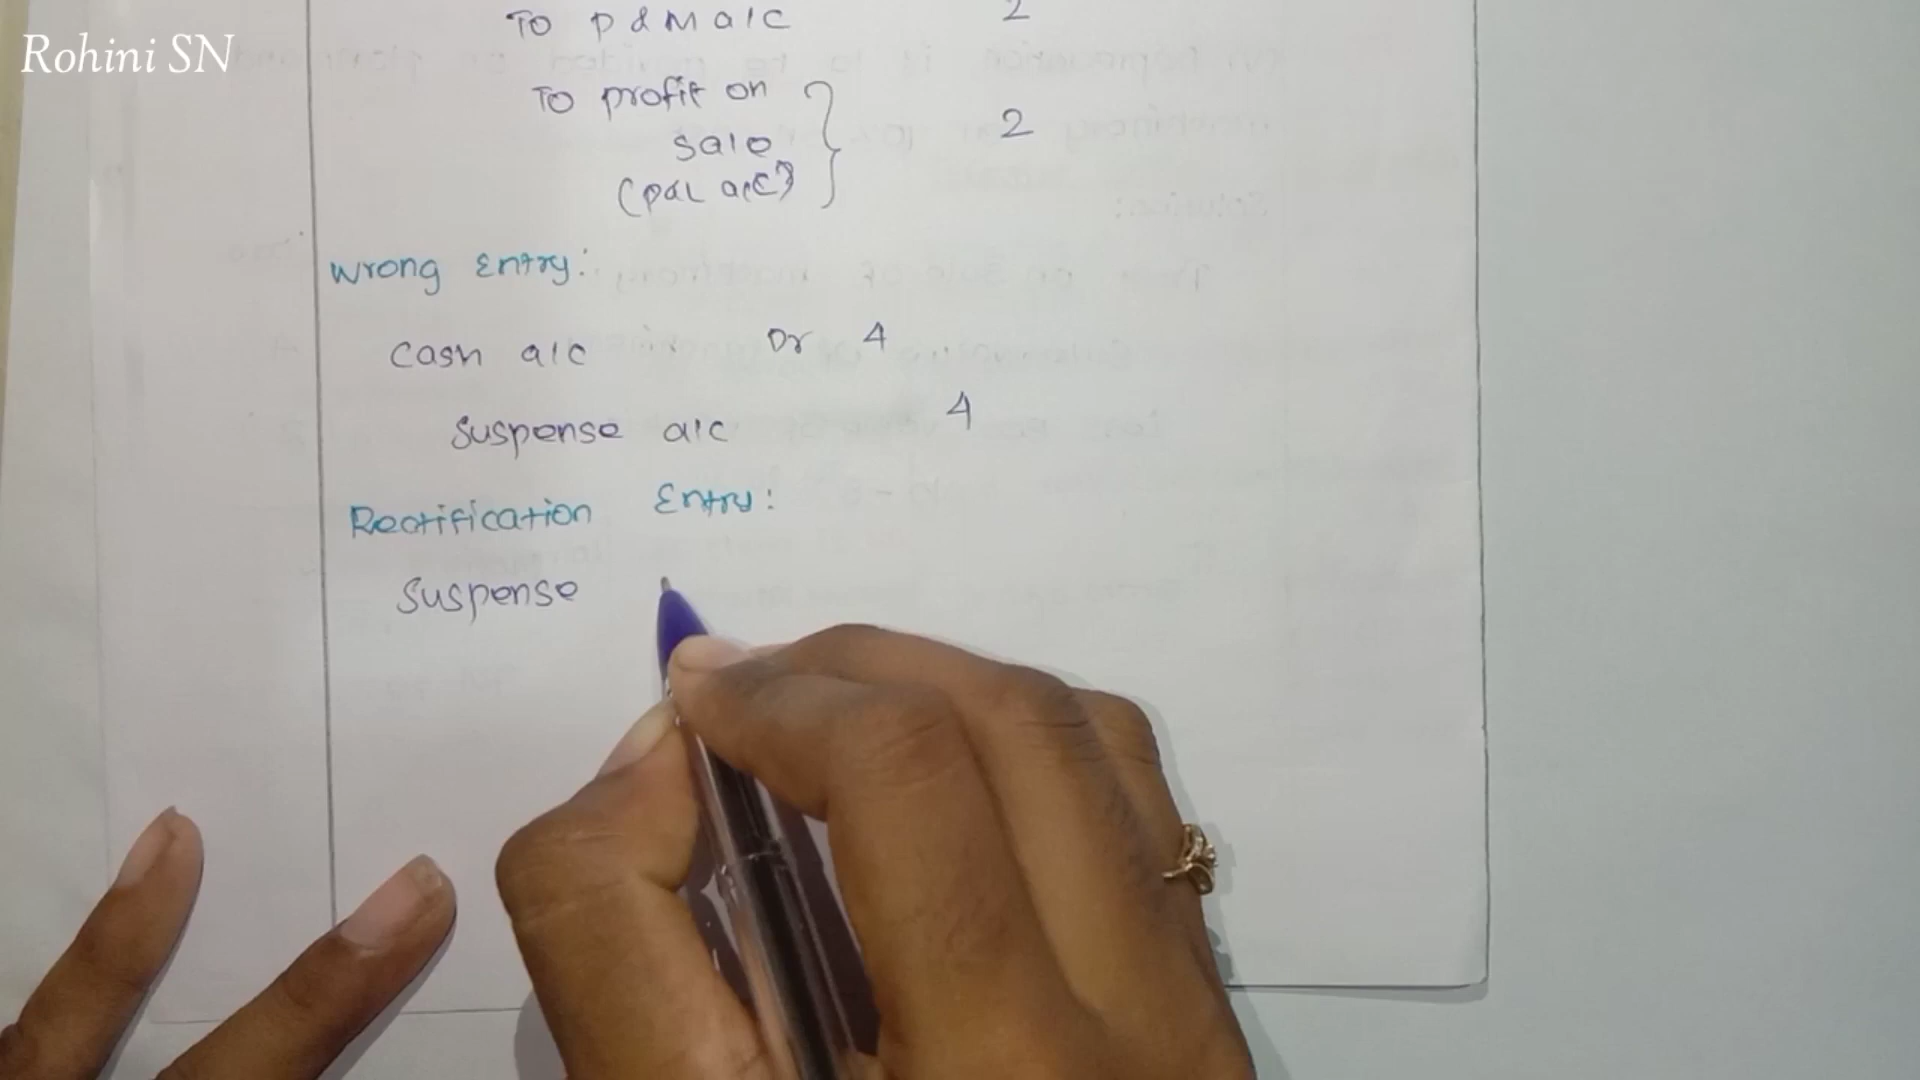 Rohini SN
To P & M a/c 2
To profit on
sale 2
(P&L a/c)
Wrong Entry:
Cash a/c Dr 4
Suspense a/c 4
Rectification Entry:
Suspense